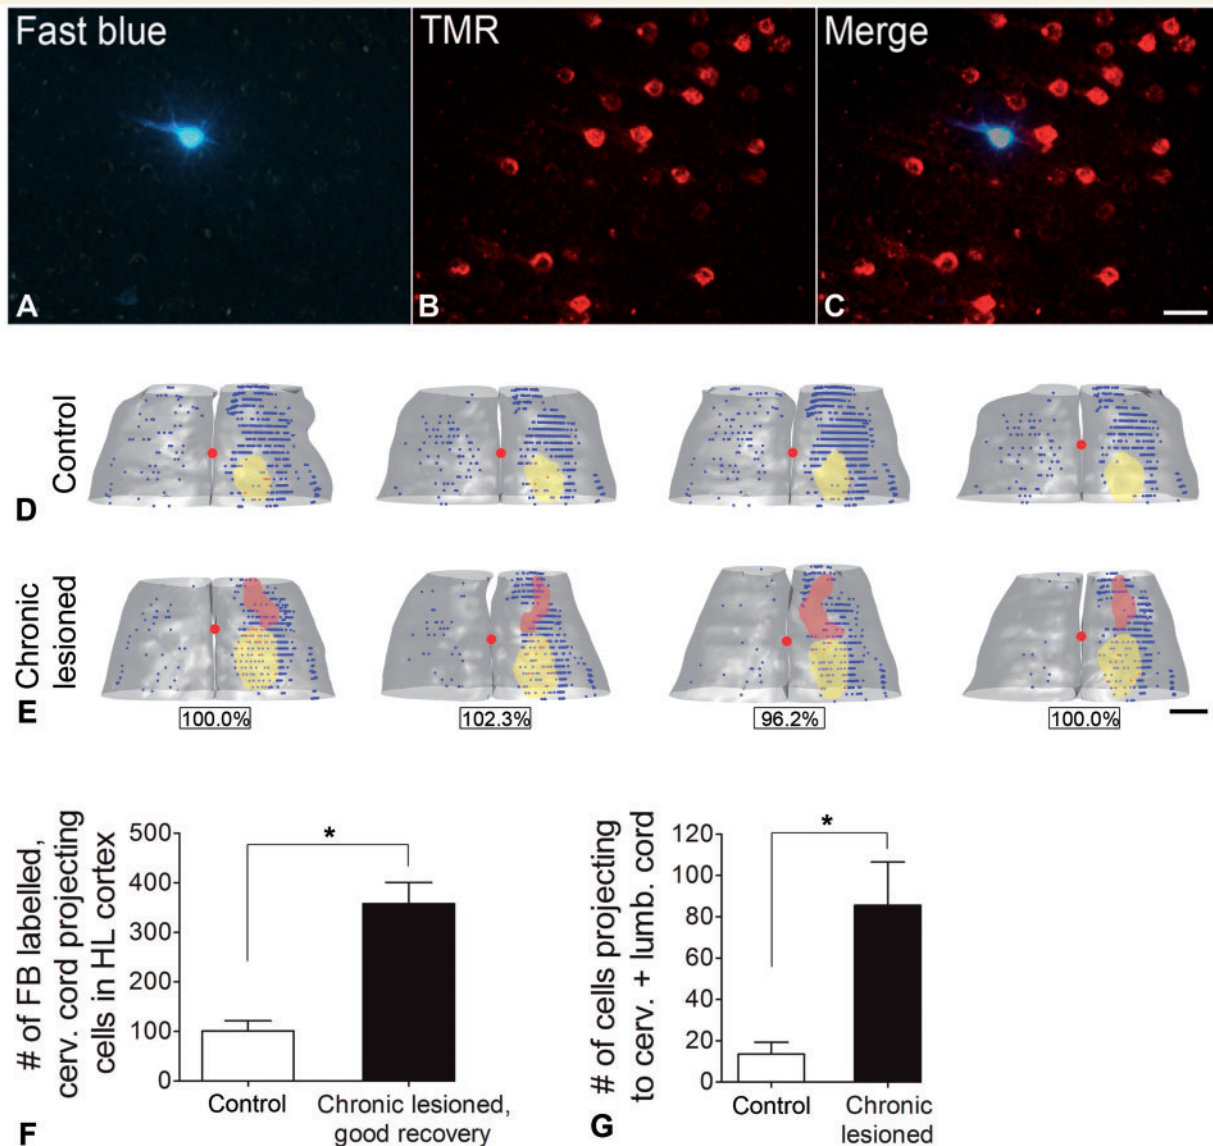 Fast blue
TMR
Merge
A
B
C
Control
D
Chronic
lesioned
E
100.0%
102.3%
96.2%
100.0%
# of FB labelled,
cerv. cord projecting
cells in HL cortex
500
400
300
200
100
0
*
Control
Chronic lesioned,
good recovery
F
# of cells projecting
to cerv. + lumb. cord
120
100
80
60
40
20
0
*
Control
Chronic
lesioned
G